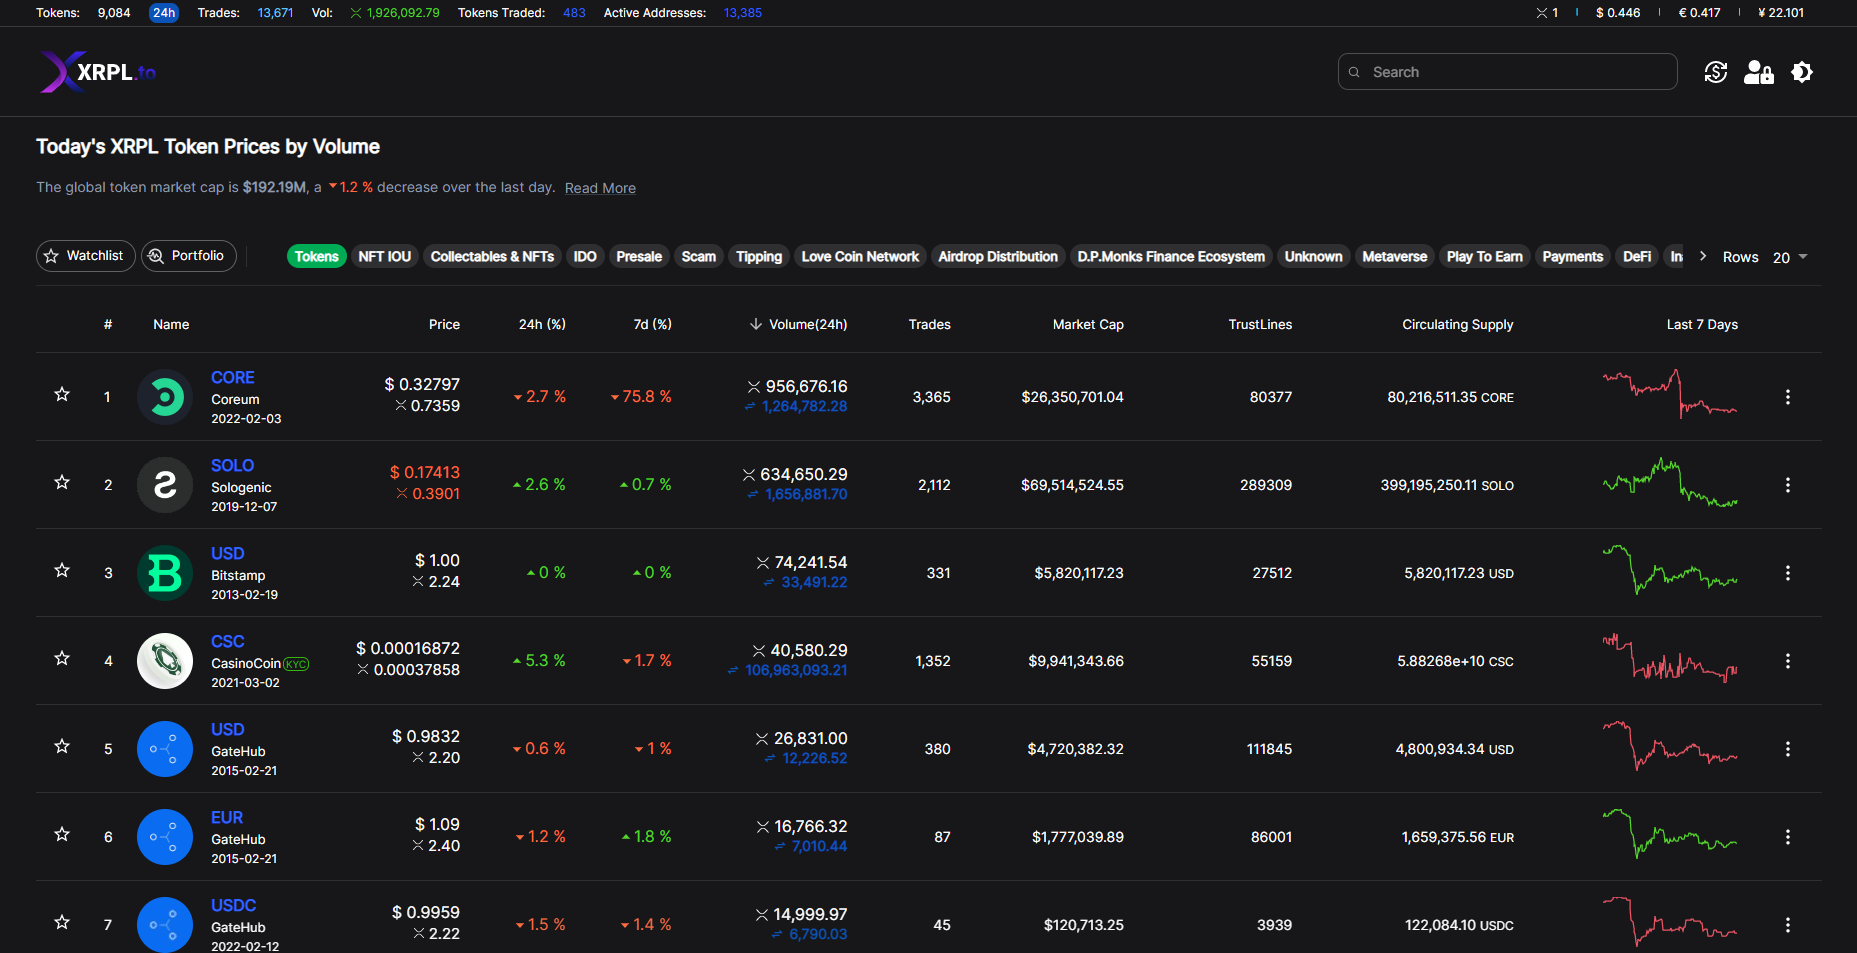 Tokens: 9,084 24h Trades: 13,671 Vol: 1,926,092.79 Tokens Traded: 483 Active Addresses: 13,385 1 $ 0.446 € 0.417 ¥ 22.101
XRPL.to Search
Today's XRPL Token Prices by Volume
The global token market cap is $192.19M, a 1.2 % decrease over the last day. Read More
Watchlist Portfolio Tokens NFT IOU Collectables & NFTs IDO Presale Scam Tipping Love Coin Network Airdrop Distribution D.P.Monks Finance Ecosystem Unknown Metaverse Play To Earn Payments DeFi Rows 20
# Name Price 24h (%) 7d (%) Volume(24h) Trades Market Cap TrustLines Circulating Supply Last 7 Days
1 CORE $ 0.32797 2.7 % 75.8 % 956,676.16 3,365 $26,350,701.04 80377 80,216,511.35 CORE
Coreum 0.7359 1,264,782.28
2022-02-03
2 SOLO $ 0.17413 2.6 % 0.7 % 634,650.29 2,112 $69,514,524.55 289309 399,195,250.11 SOLO
Sologenic 0.3901 1,656,881.70
2019-12-07
3 USD $ 1.00 0 % 0 % 74,241.54 331 $5,820,117.23 27512 5,820,117.23 USD
Bitstamp 2.24 33,491.22
2013-02-19
4 CSC $ 0.00016872 5.3 % 1.7 % 40,580.29 1,352 $9,941,343.66 55159 5.88268e+10 CSC
CasinoCoin KYC 0.00037858 106,963,093.21
2021-03-02
5 USD $ 0.9832 0.6 % 1 % 26,831.00 380 $4,720,382.32 111845 4,800,934.34 USD
GateHub 2.20 12,226.52
2015-02-21
6 EUR $ 1.09 1.2 % 1.8 % 16,766.32 87 $1,777,039.89 86001 1,659,375.56 EUR
GateHub 2.40 7,010.44
2015-02-21
7 USDC $ 0.9959 1.5 % 1.4 % 14,999.97 45 $120,713.25 3939 122,084.10 USDC
GateHub 2.22 6,790.03
2022-02-12